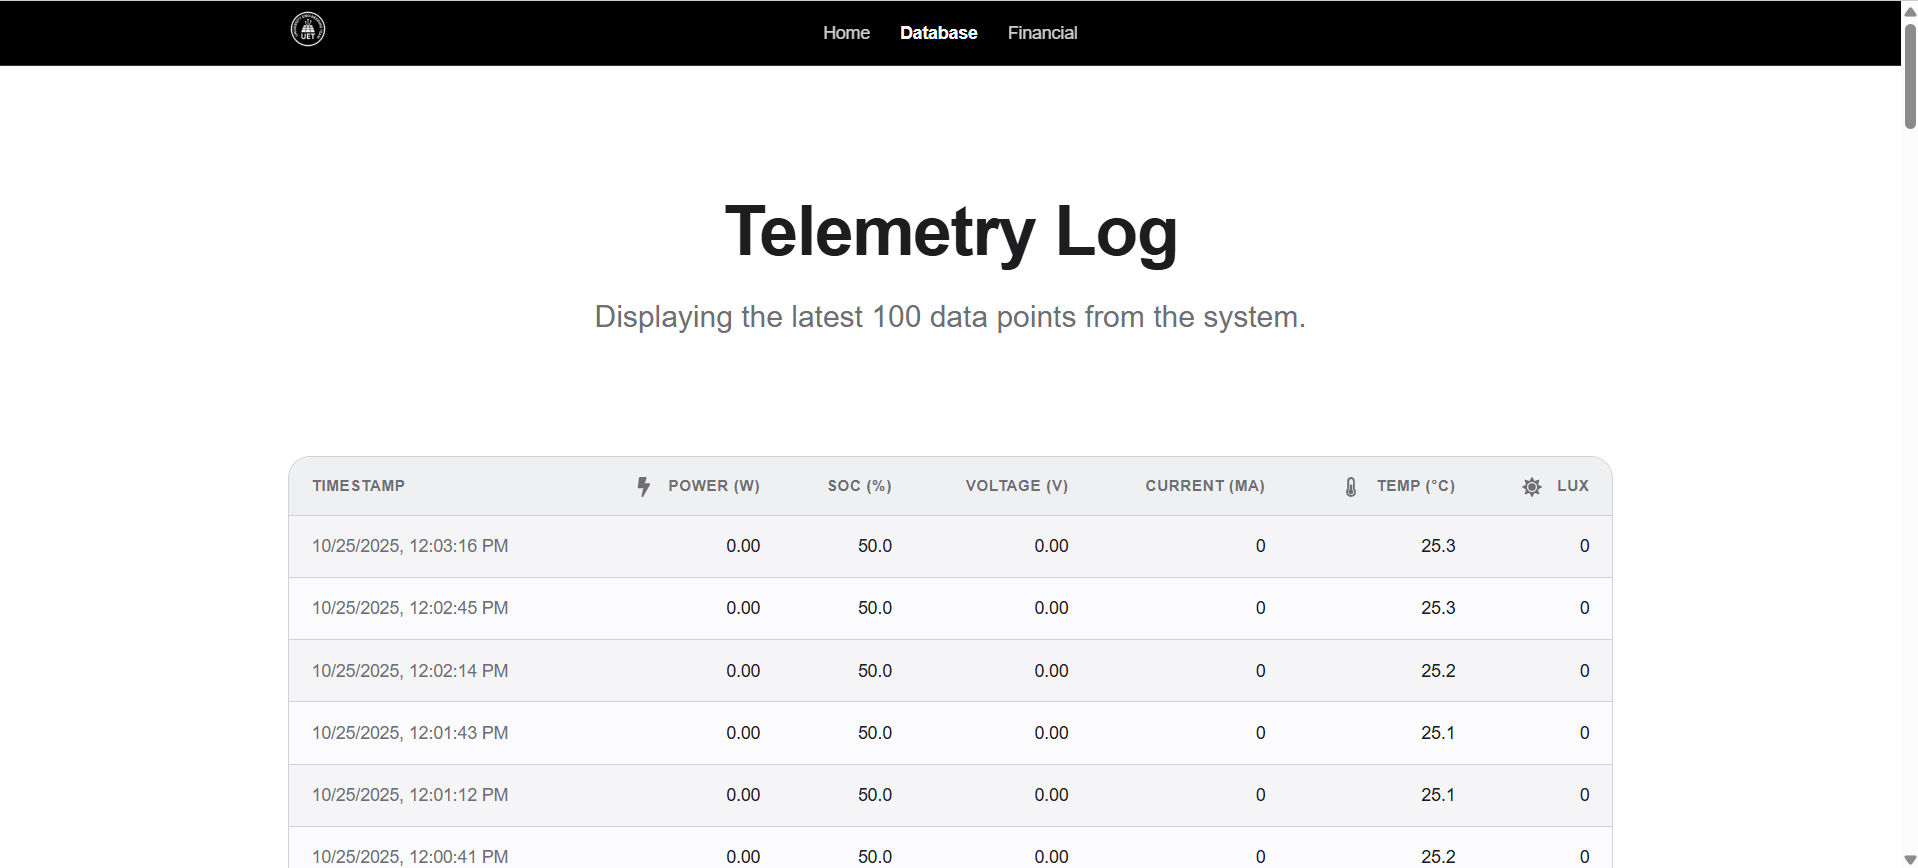 UET
Home Database Financial
Telemetry Log
Displaying the latest 100 data points from the system.
TIMESTAMP POWER (W) SOC (%) VOLTAGE (V) CURRENT (MA) TEMP (°C) LUX
10/25/2025, 12:03:16 PM 0.00 50.0 0.00 0 25.3 0
10/25/2025, 12:02:45 PM 0.00 50.0 0.00 0 25.3 0
10/25/2025, 12:02:14 PM 0.00 50.0 0.00 0 25.2 0
10/25/2025, 12:01:43 PM 0.00 50.0 0.00 0 25.1 0
10/25/2025, 12:01:12 PM 0.00 50.0 0.00 0 25.1 0
10/25/2025, 12:00:41 PM 0.00 50.0 0.00 0 25.2 0